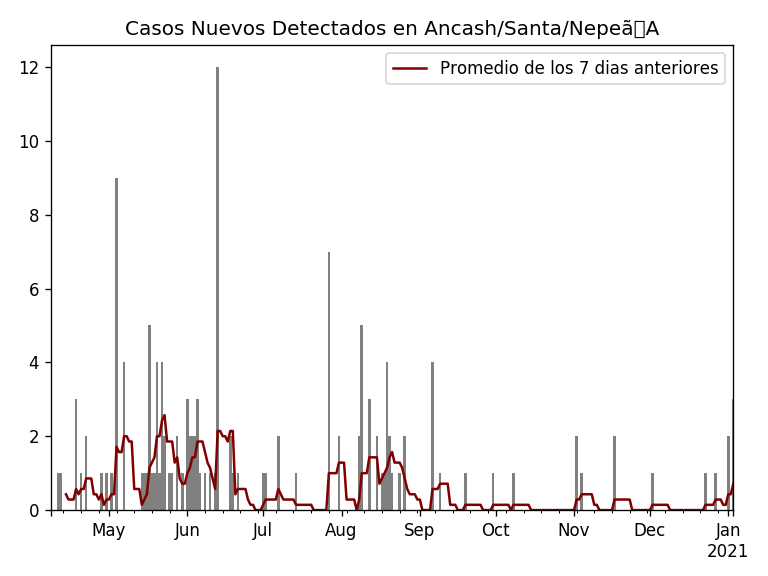 Casos Nuevos Detectados en Ancash/Santa/Nepeã▯A
Promedio de los 7 dias anteriores
12
10
8
6
4
2
0
May Jun Jul Aug Sep Oct Nov Dec Jan
2021